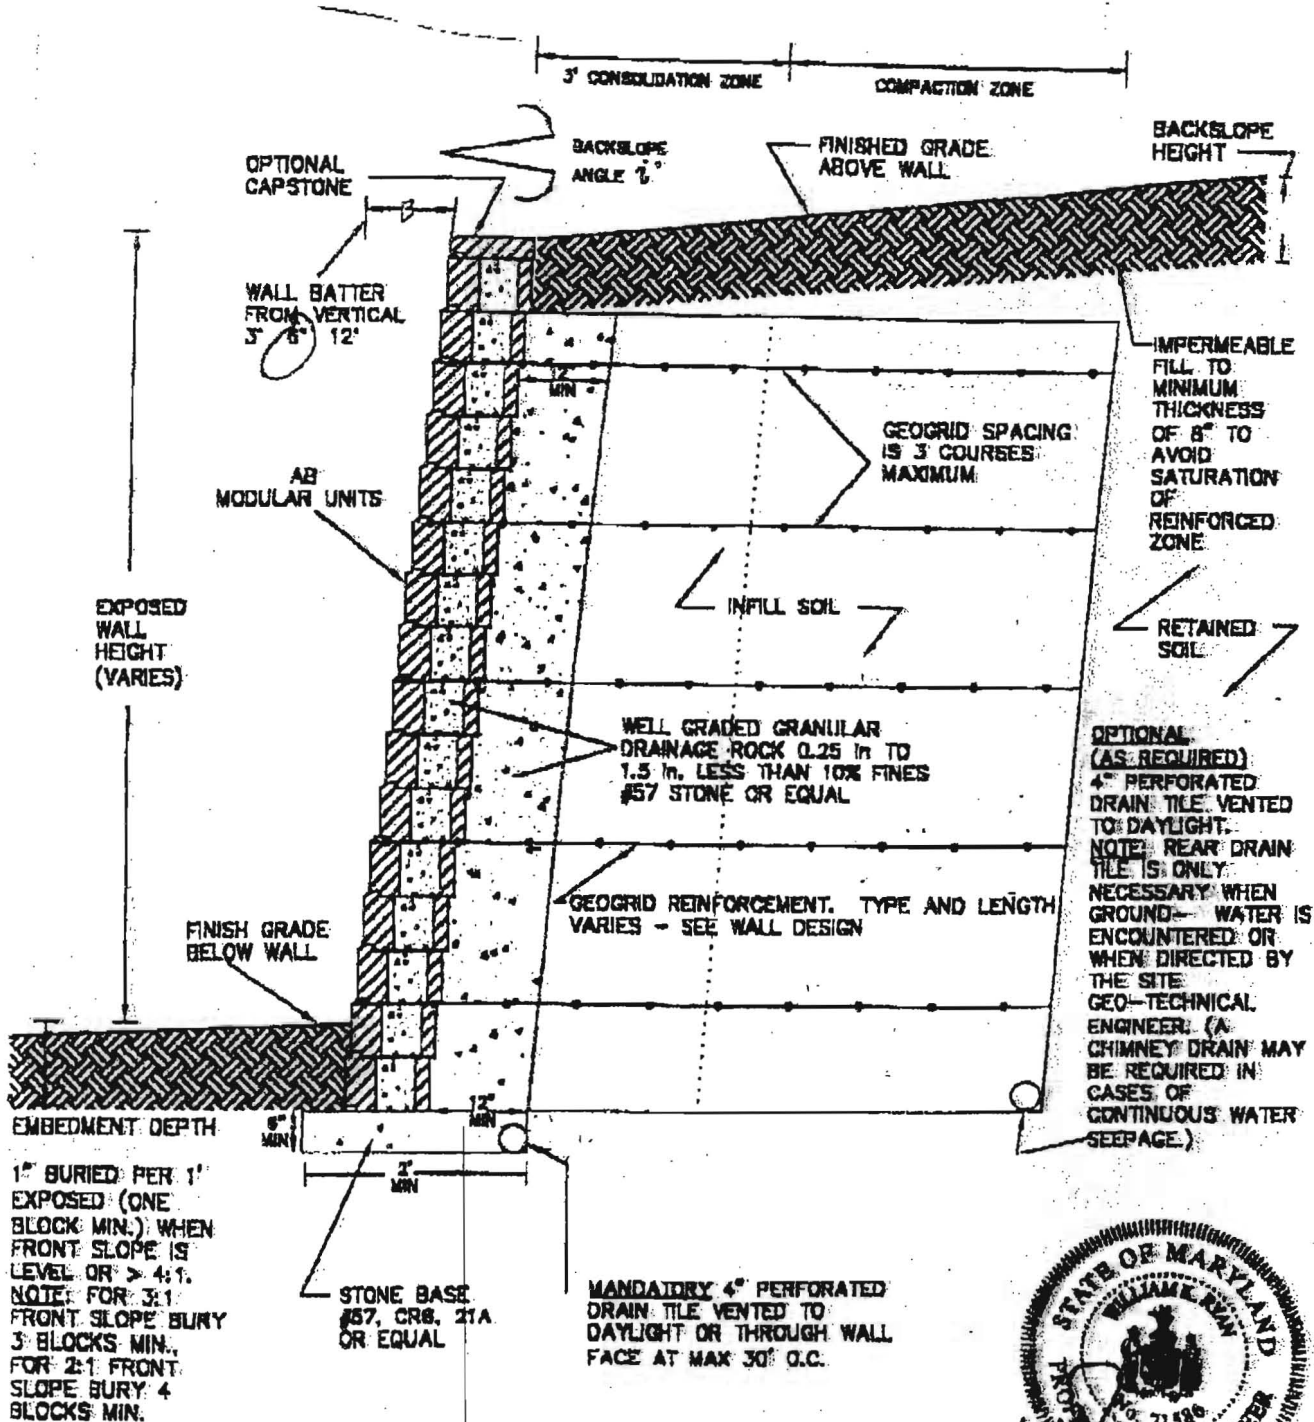 3' CONSOLIDATION ZONE
COMPACTION ZONE
BACKSLOPE
ANGLE i°
OPTIONAL
CAPSTONE
FINISHED GRADE
ABOVE WALL
BACKSLOPE
HEIGHT
WALL BATTER
FROM VERTICAL
3° 6° 12°
12"
MIN
IMPERMEABLE
FILL TO
MINIMUM
THICKNESS
OF 8" TO
AVOID
SATURATION
OF
REINFORCED
ZONE
GEOGRID SPACING
IS 3 COURSES
MAXIMUM
AB
MODULAR UNITS
EXPOSED
WALL
HEIGHT
(VARIES)
INFILL SOIL
RETAINED
SOIL
WELL GRADED GRANULAR
DRAINAGE ROCK 0.25 in TO
1.5 in. LESS THAN 10% FINES
#57 STONE OR EQUAL
OPTIONAL
(AS REQUIRED)
4" PERFORATED
DRAIN TILE VENTED
TO DAYLIGHT.
NOTE: REAR DRAIN
TILE IS ONLY
NECESSARY WHEN
GROUND- WATER IS
ENCOUNTERED OR
WHEN DIRECTED BY
THE SITE
GEO-TECHNICAL
ENGINEER. (A
CHIMNEY DRAIN MAY
BE REQUIRED IN
CASES OF
CONTINUOUS WATER
SEEPAGE.)
GEOGRID REINFORCEMENT. TYPE AND LENGTH
VARIES - SEE WALL DESIGN
FINISH GRADE
BELOW WALL
EMBEDMENT DEPTH
6"
MIN
12"
MIN
2'
MIN
1" BURIED PER 1'
EXPOSED (ONE
BLOCK MIN.) WHEN
FRONT SLOPE IS
LEVEL OR > 4:1.
NOTE: FOR 3:1
FRONT SLOPE BURY
3 BLOCKS MIN.,
FOR 2:1 FRONT
SLOPE BURY 4
BLOCKS MIN.
STONE BASE
#57, CR6, 21A
OR EQUAL
MANDATORY 4" PERFORATED
DRAIN TILE VENTED TO
DAYLIGHT OR THROUGH WALL
FACE AT MAX 30' O.C.
STATE OF MARYLAND
WILLIAM K. RYAN